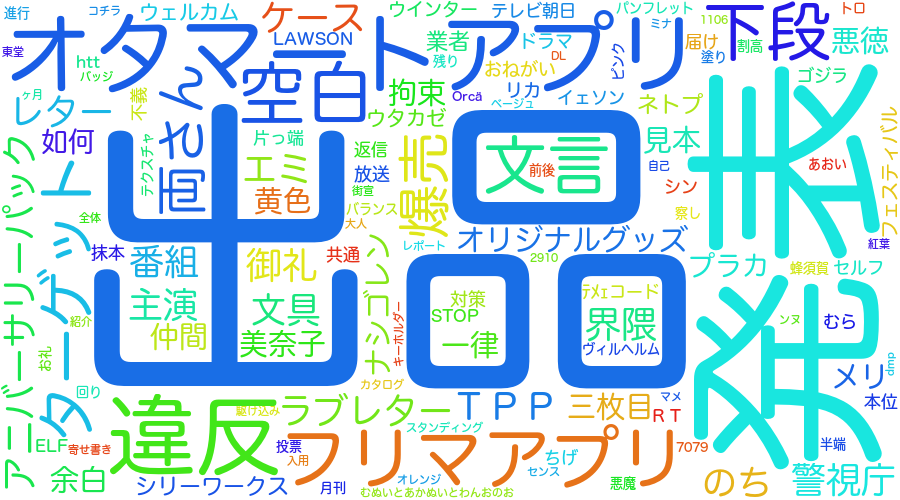 進行
コチラ
ウェルカム
ケース
ウインター
テレビ朝日
パンフレット
トロ
オタマートアプリ
ミナ
1106
下段
東堂
LAWSON
業者
ドラマ
届け
割高
悪徳
htt
バッジ
残り
DL
ピンク
塗り
ゴジラ
ヶ月
不義
両さん
空白
おねがい
拘束
Orcä
リカ
イェソン
ネトプ
レター
ベージュ
ウタカゼ
見本
フェスティバル
如何
テクスチャ
片っ端
返信
爆売
文言
前後
自己
あおい
表
エミ
放送
シン
街宣
黄色
バランス
察し
全体
大人
出品
紅葉
アニバーサリーパック
ターゲット
抹本
番組
御礼
共通
レポート
オリジナルグッズ
2910
プラカ
蜂須賀
セルフ
主演
文具
ナシゴレン
対策
STOP
テメェコード
発
紹介
仲間
美奈子
キーホルダー
一律
界隈
ヴィルヘルム
ンヌ
むら
お礼
カタログ
メリ
dmp
回り
違反
駆け込み
ラブレター
TPP
三枚目
マメ
RT
本位
ELF
寄せ書き
投票
フリマアプリ
スタンディング
7079
半端
余白
入用
シリーワークス
月刊
オレンジ
ちげ
センス
悪魔
のち
警視庁
むぬいとあかぬいとわんおのお